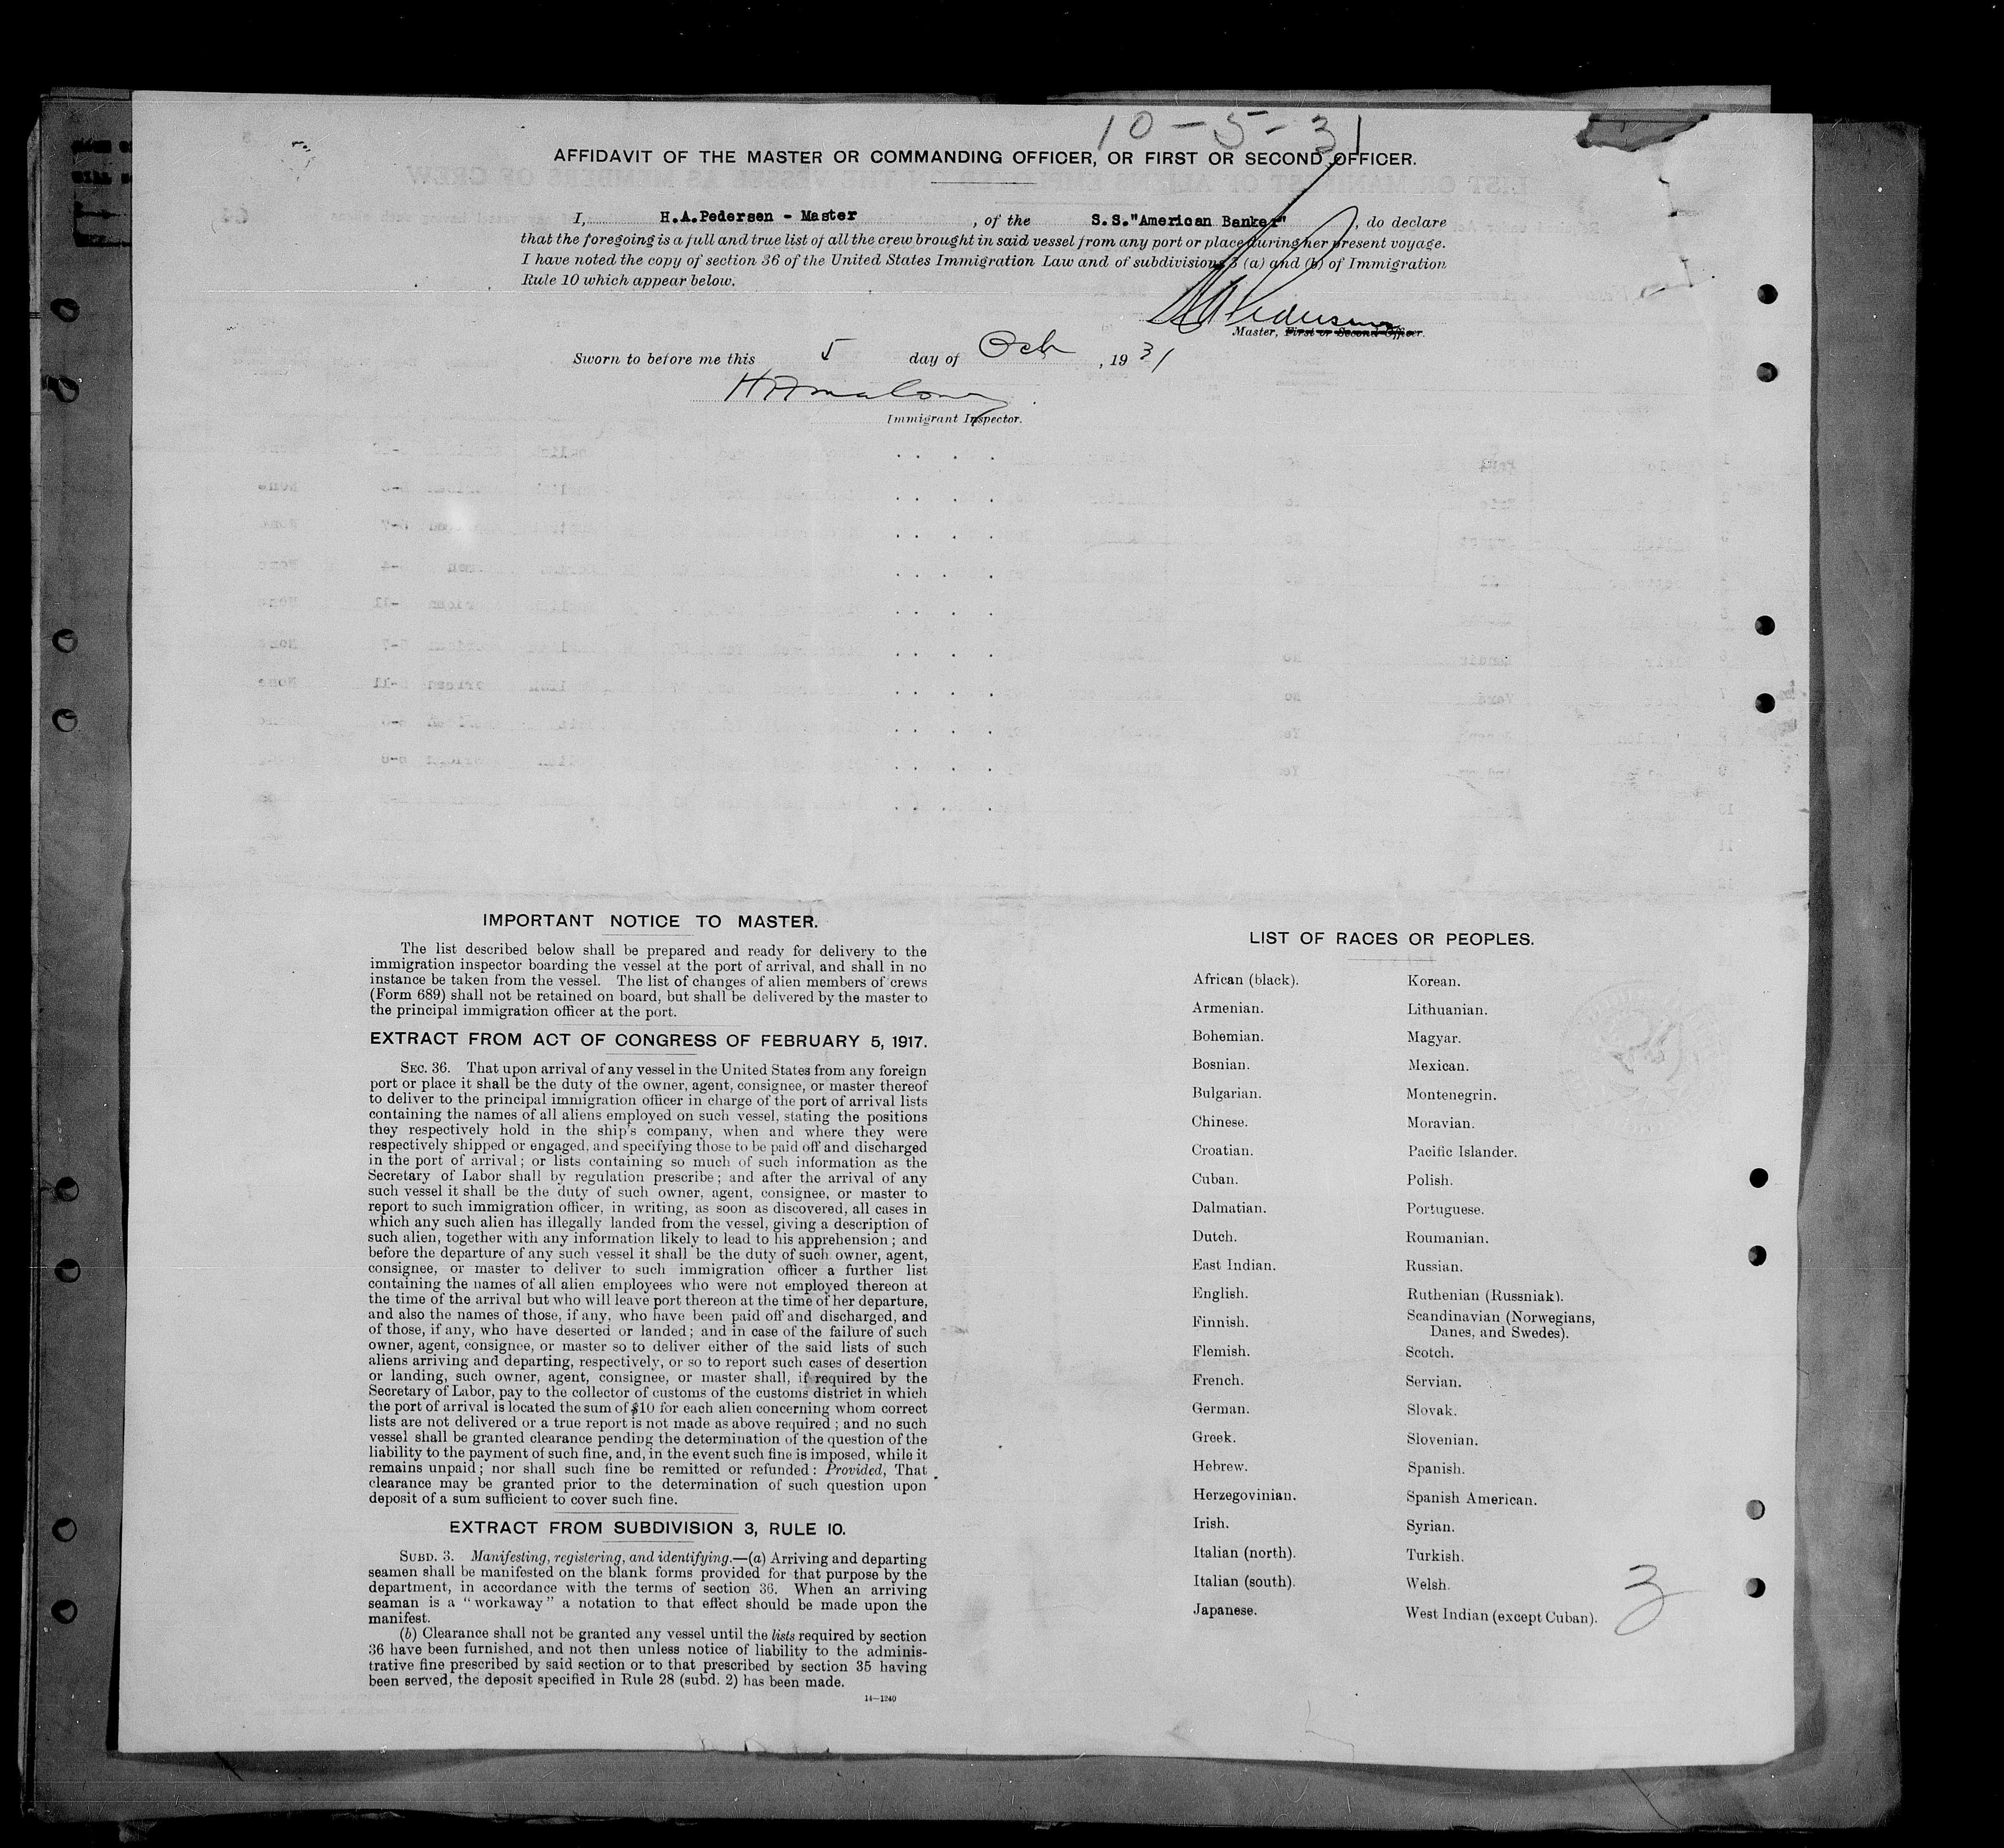 10-5-31
AFFIDAVIT OF THE MASTER OR COMMANDING OFFICER, OR FIRST OR SECOND OFFICER.
I, H.A.Pedersen - Master, of the S.S."American Banker", do declare
that the foregoing is a full and true list of all the crew brought in said vessel from any port or place during her present voyage.
I have noted the copy of section 36 of the United States Immigration Law and of subdivisions 3 (a) and (b) of Immigration
Rule 10 which appear below.
HA Pedersen
Master, First or Second Officer.
Sworn to before me this 5 day of Oct, 1931
Immigrant Inspector.
IMPORTANT NOTICE TO MASTER.
The list described below shall be prepared and ready for delivery to the
immigration inspector boarding the vessel at the port of arrival, and shall in no
instance be taken from the vessel. The list of changes of alien members of crews
(Form 689) shall not be retained on board, but shall be delivered by the master to
the principal immigration officer at the port.
EXTRACT FROM ACT OF CONGRESS OF FEBRUARY 5, 1917.
SEC. 36. That upon arrival of any vessel in the United States from any foreign
port or place it shall be the duty of the owner, agent, consignee, or master thereof
to deliver to the principal immigration officer in charge of the port of arrival lists
containing the names of all aliens employed on such vessel, stating the positions
they respectively hold in the ship's company, when and where they were
respectively shipped or engaged, and specifying those to be paid off and discharged
in the port of arrival; or lists containing so much of such information as the
Secretary of Labor shall by regulation prescribe; and after the arrival of any
such vessel it shall be the duty of such owner, agent, consignee, or master to
report to such immigration officer, in writing, as soon as discovered, all cases in
which any such alien has illegally landed from the vessel, giving a description of
such alien, together with any information likely to lead to his apprehension; and
before the departure of any such vessel it shall be the duty of such owner, agent,
consignee, or master to deliver to such immigration officer a further list
containing the names of all alien employees who were not employed thereon at
the time of the arrival but who will leave port thereon at the time of her departure,
and also the names of those, if any, who have been paid off and discharged, and
of those, if any, who have deserted or landed; and in case of the failure of such
owner, agent, consignee, or master so to deliver either of the said lists of such
aliens arriving and departing, respectively, or so to report such cases of desertion
or landing, such owner, agent, consignee, or master shall, if required by the
Secretary of Labor, pay to the collector of customs of the customs district in which
the port of arrival is located the sum of $10 for each alien concerning whom correct
lists are not delivered or a true report is not made as above required; and no such
vessel shall be granted clearance pending the determination of the question of the
liability to the payment of such fine, and, in the event such fine is imposed, while it
remains unpaid; nor shall such fine be remitted or refunded: Provided, That
clearance may be granted prior to the determination of such question upon
deposit of a sum sufficient to cover such fine.
EXTRACT FROM SUBDIVISION 3, RULE 10.
SUBD. 3. Manifesting, registering, and identifying.—(a) Arriving and departing
seamen shall be manifested on the blank forms provided for that purpose by the
department, in accordance with the terms of section 36. When an arriving
seaman is a "workaway" a notation to that effect should be made upon the
manifest.
(b) Clearance shall not be granted any vessel until the lists required by section
36 have been furnished, and not then unless notice of liability to the adminis-
trative fine prescribed by said section or to that prescribed by section 35 having
been served, the deposit specified in Rule 28 (subd. 2) has been made.
14—1240
LIST OF RACES OR PEOPLES.
African (black).
Armenian.
Bohemian.
Bosnian.
Bulgarian.
Chinese.
Croatian.
Cuban.
Dalmatian.
Dutch.
East Indian.
English.
Finnish.
Flemish.
French.
German.
Greek.
Hebrew.
Herzegovinian.
Irish.
Italian (north).
Italian (south).
Japanese.
Korean.
Lithuanian.
Magyar.
Mexican.
Montenegrin.
Moravian.
Pacific Islander.
Polish.
Portuguese.
Roumanian.
Russian.
Ruthenian (Russniak).
Scandinavian (Norwegians,
Danes, and Swedes).
Scotch.
Servian.
Slovak.
Slovenian.
Spanish.
Spanish American.
Syrian.
Turkish.
Welsh.
West Indian (except Cuban).
3